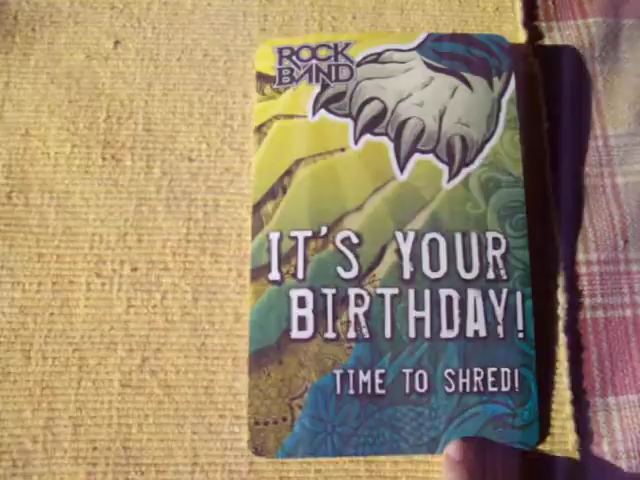 ROCK
BAND
IT'S YOUR
BIRTHDAY!
TIME TO SHRED!